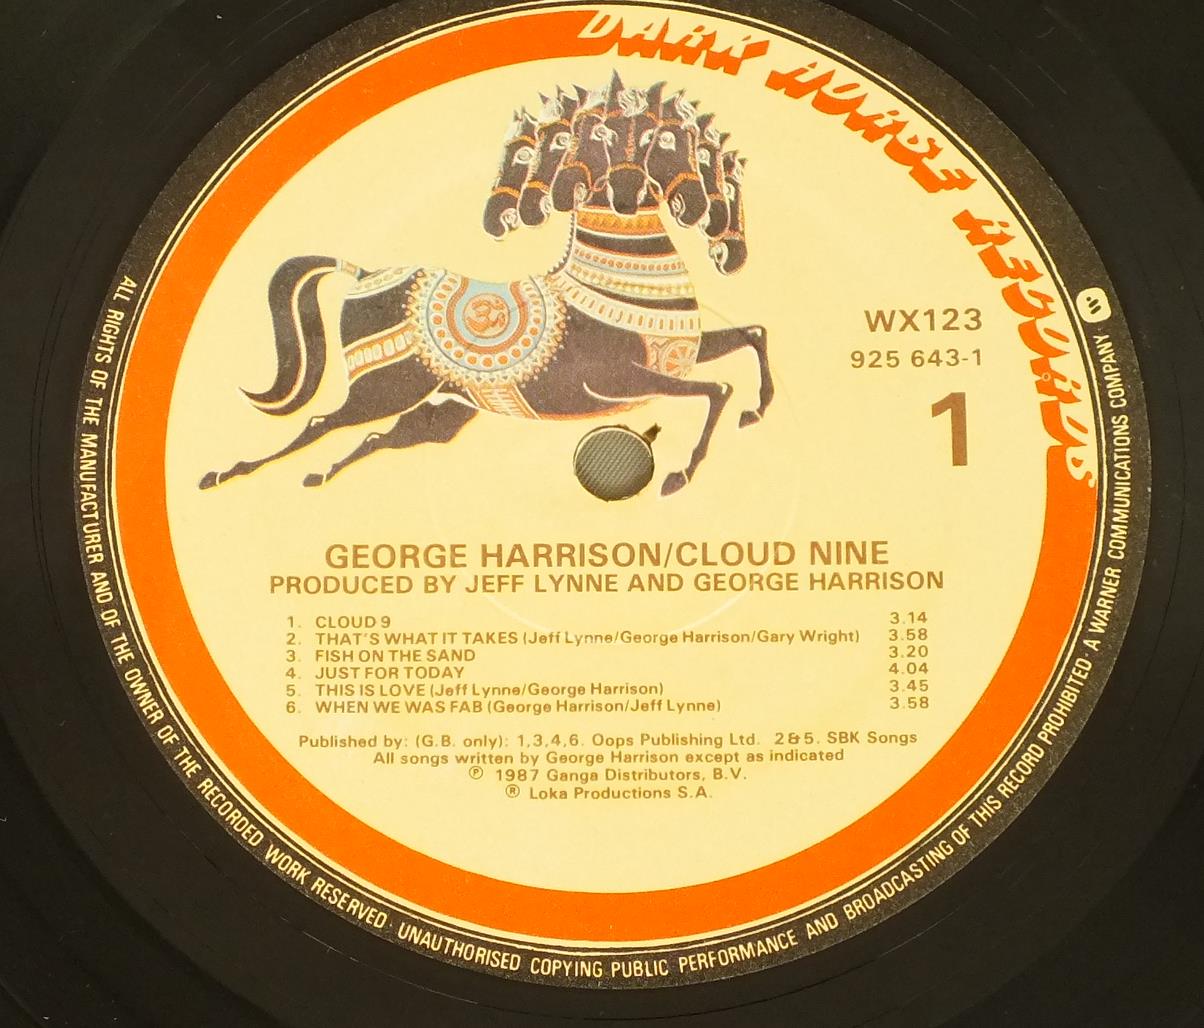 DARK HORSE RECORDS
WX123
925 643-1
1
GEORGE HARRISON/CLOUD NINE
PRODUCED BY JEFF LYNNE AND GEORGE HARRISON
1. CLOUD 9 3.14
2. THAT'S WHAT IT TAKES (Jeff Lynne/George Harrison/Gary Wright) 3.58
3. FISH ON THE SAND 3.20
4. JUST FOR TODAY 4.04
5. THIS IS LOVE (Jeff Lynne/George Harrison) 3.45
6. WHEN WE WAS FAB (George Harrison/Jeff Lynne) 3.58
Published by: (G.B. only): 1,3,4,6. Oops Publishing Ltd. 2&5. SBK Songs
All songs written by George Harrison except as indicated
℗ 1987 Ganga Distributors, B.V.
® Loka Productions S.A.
ALL RIGHTS OF THE MANUFACTURER AND OF THE OWNER OF THE RECORDED WORK RESERVED · UNAUTHORISED COPYING PUBLIC PERFORMANCE AND BROADCASTING OF THIS RECORD PROHIBITED · A WARNER COMMUNICATIONS COMPANY ·